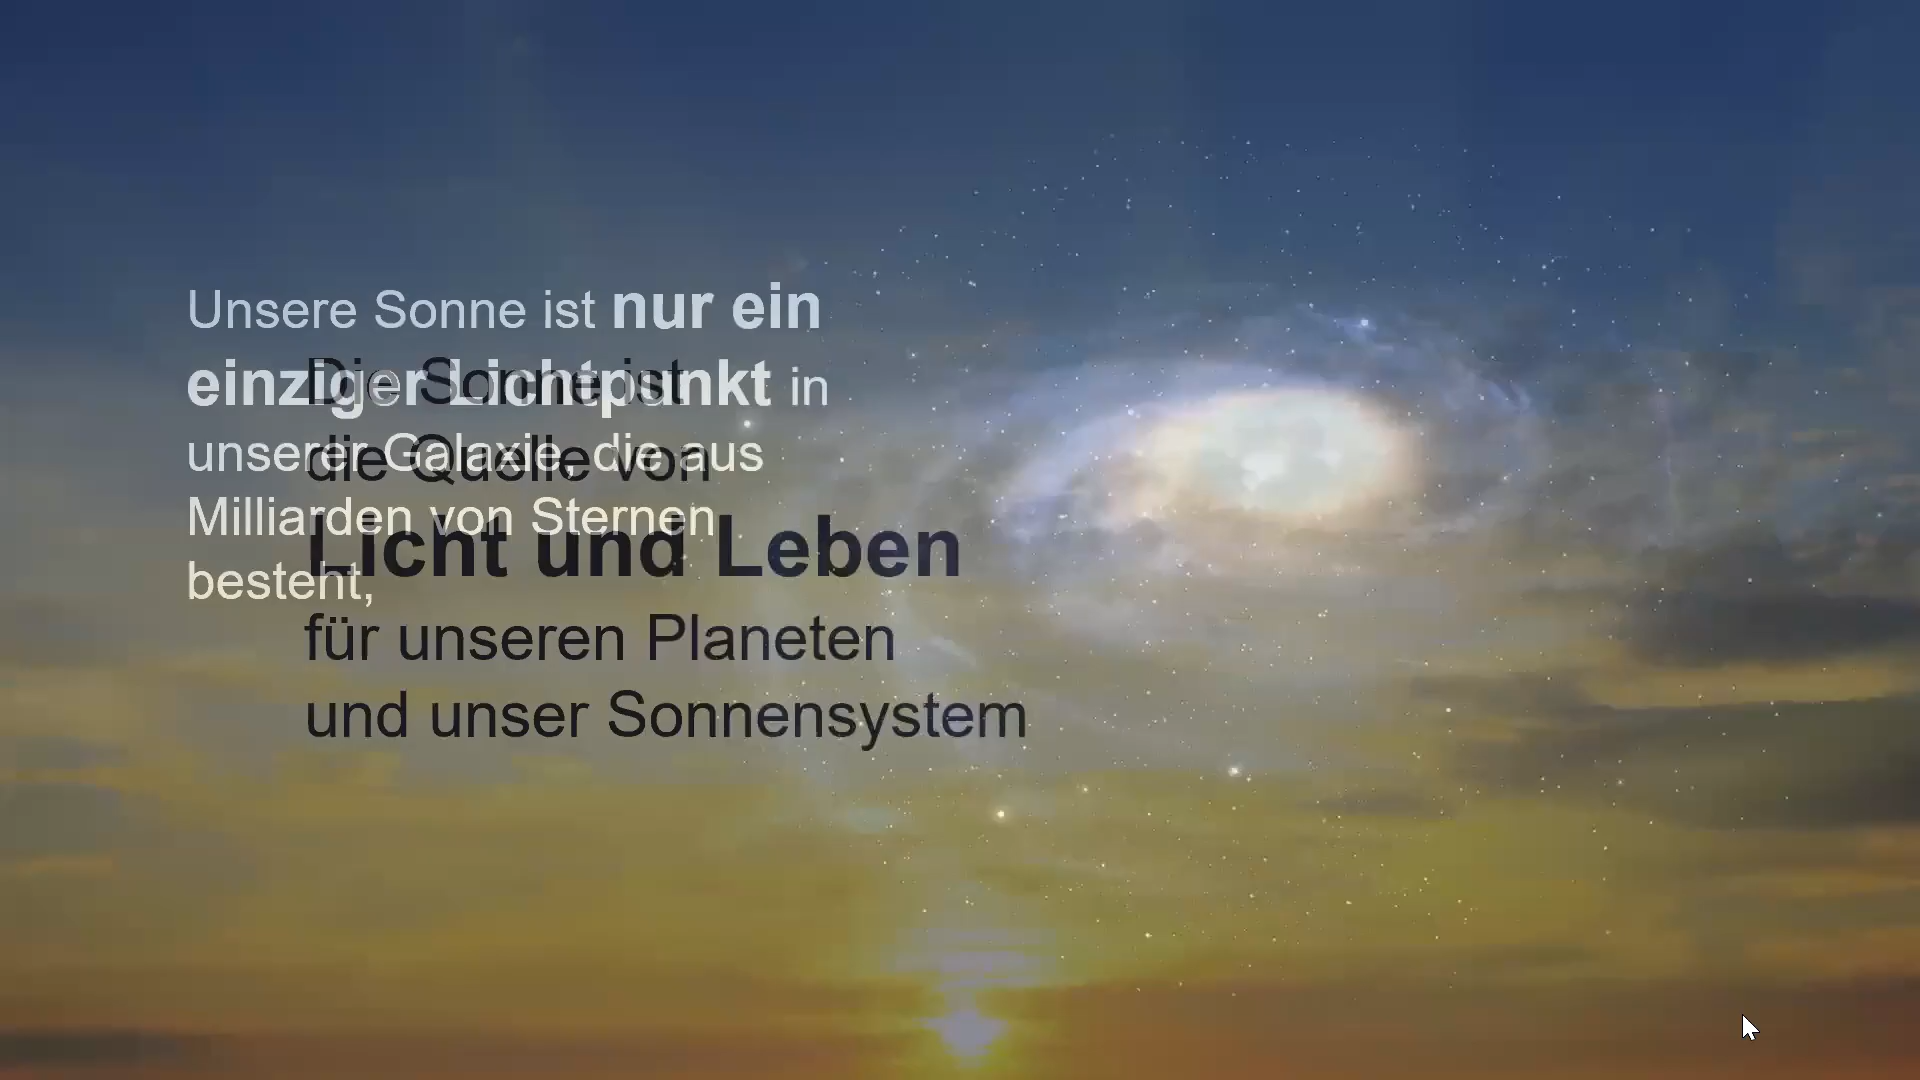 Unsere Sonne ist nur ein
einziger Lichtpunkt in
unserer Galaxie, die aus
Milliarden von Sternen
besteht,
Die Sonne ist
die Quelle von
Licht und Leben
für unseren Planeten
und unser Sonnensystem